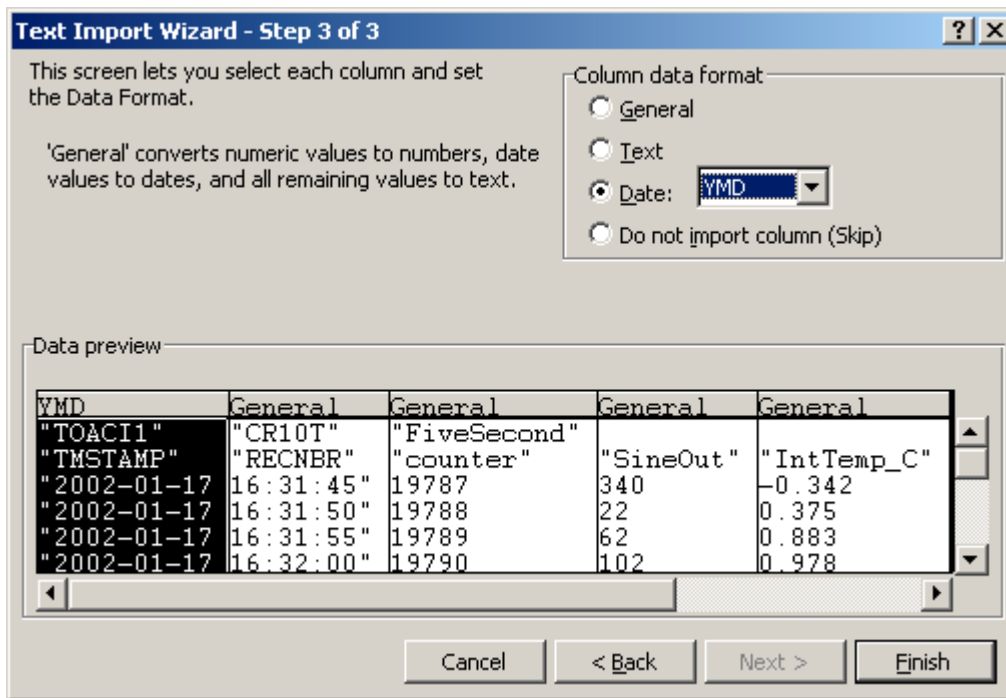 Text Import Wizard - Step 3 of 3
This screen lets you select each column and set
the Data Format.
'General' converts numeric values to numbers, date
values to dates, and all remaining values to text.
Column data format
General
Text
Date: YMD
Do not import column (Skip)
Data preview
YMD General General General General
"TOACI1" "CR10T" "FiveSecond"
"TMSTAMP" "RECNBR" "counter" "SineOut" "IntTemp_C"
"2002-01-17 16:31:45" 19787 340 -0.342
"2002-01-17 16:31:50" 19788 22 0.375
"2002-01-17 16:31:55" 19789 62 0.883
"2002-01-17 16:32:00" 19790 102 0.978
Cancel < Back Next > Finish